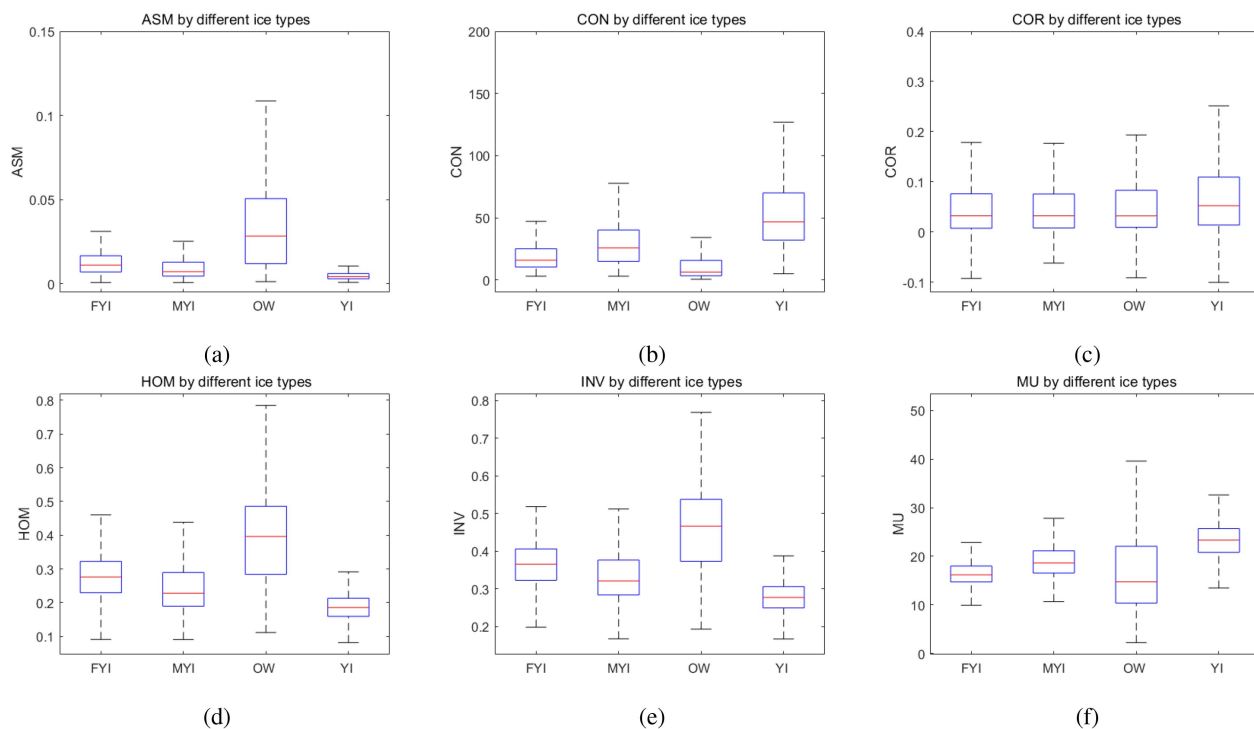 ASM by different ice types
0.15
0.1
0.05
0
ASM
FYI MYI OW YI
(a)
CON by different ice types
200
150
100
50
0
CON
FYI MYI OW YI
(b)
COR by different ice types
0.4
0.3
0.2
0.1
0
-0.1
COR
FYI MYI OW YI
(c)
HOM by different ice types
0.8
0.7
0.6
0.5
0.4
0.3
0.2
0.1
HOM
FYI MYI OW YI
(d)
INV by different ice types
0.8
0.7
0.6
0.5
0.4
0.3
0.2
INV
FYI MYI OW YI
(e)
MU by different ice types
50
40
30
20
10
0
MU
FYI MYI OW YI
(f)